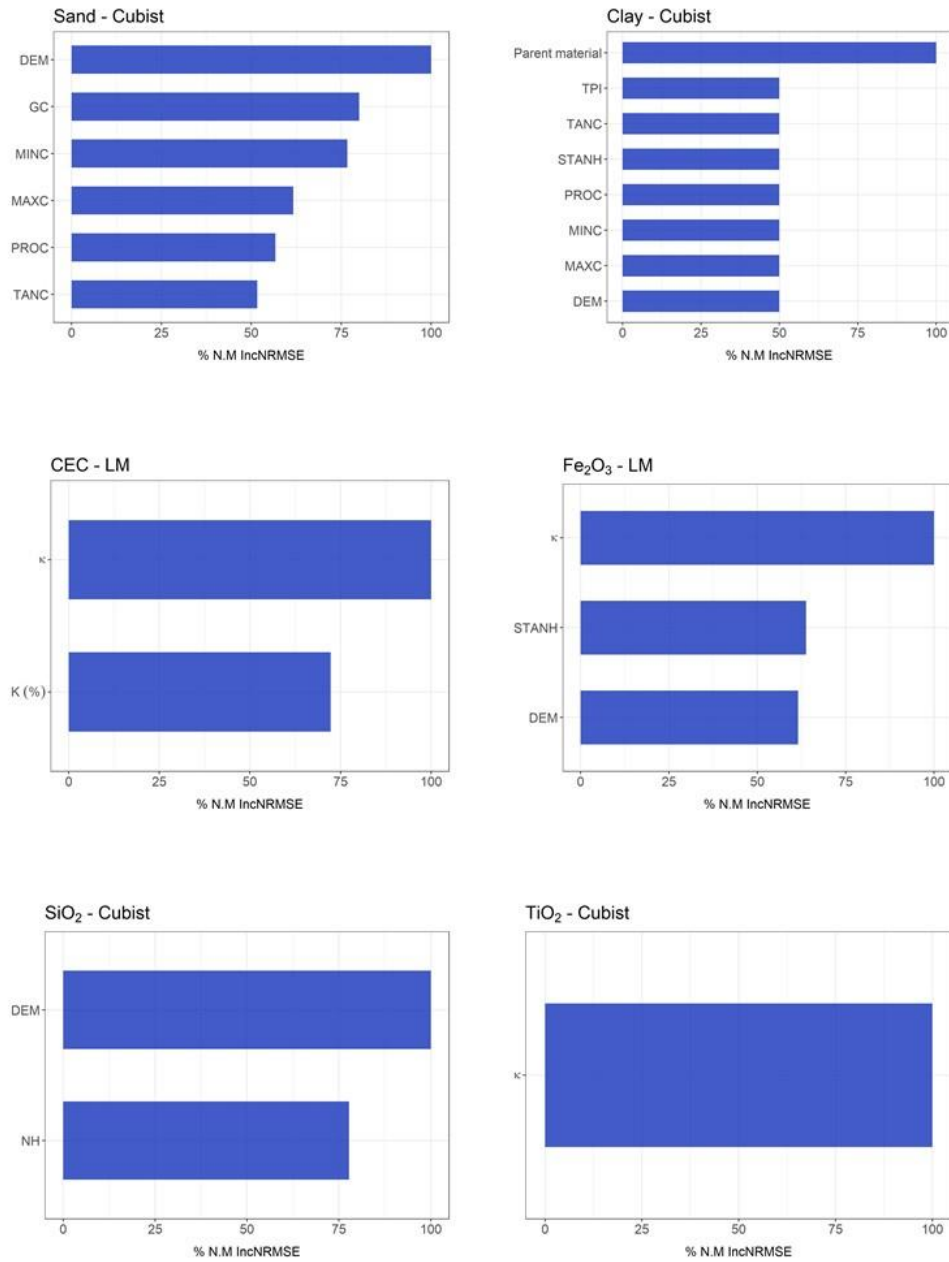 Sand - Cubist
DEM
GC
MINC
MAXC
PROC
TANC
0 25 50 75 100
% N.M IncNRMSE
Clay - Cubist
Parent material
TPI
TANC
STANH
PROC
MINC
MAXC
DEM
0 25 50 75 100
% N.M IncNRMSE
CEC - LM
κ
K (%)
0 25 50 75 100
% N.M IncNRMSE
Fe₂O₃ - LM
κ
STANH
DEM
0 25 50 75 100
% N.M IncNRMSE
SiO₂ - Cubist
DEM
NH
0 25 50 75 100
% N.M IncNRMSE
TiO₂ - Cubist
κ
0 25 50 75 100
% N.M IncNRMSE